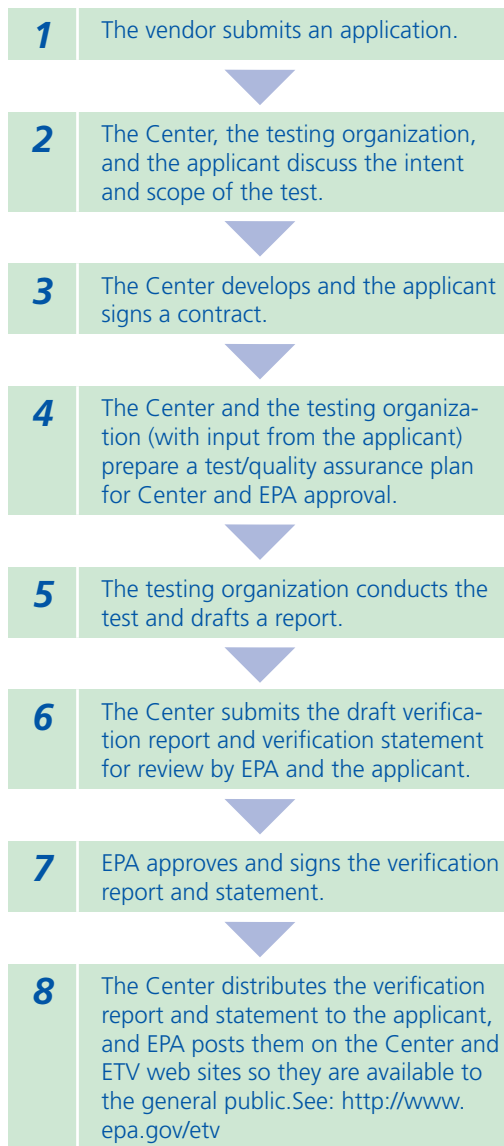 1
The vendor submits an application.
2
The Center, the testing organization,
and the applicant discuss the intent
and scope of the test.
3
The Center develops and the applicant
signs a contract.
4
The Center and the testing organiza-
tion (with input from the applicant)
prepare a test/quality assurance plan
for Center and EPA approval.
5
The testing organization conducts the
test and drafts a report.
6
The Center submits the draft verifica-
tion report and verification statement
for review by EPA and the applicant.
7
EPA approves and signs the verification
report and statement.
8
The Center distributes the verification
report and statement to the applicant,
and EPA posts them on the Center and
ETV web sites so they are available to
the general public.See: http://www.
epa.gov/etv